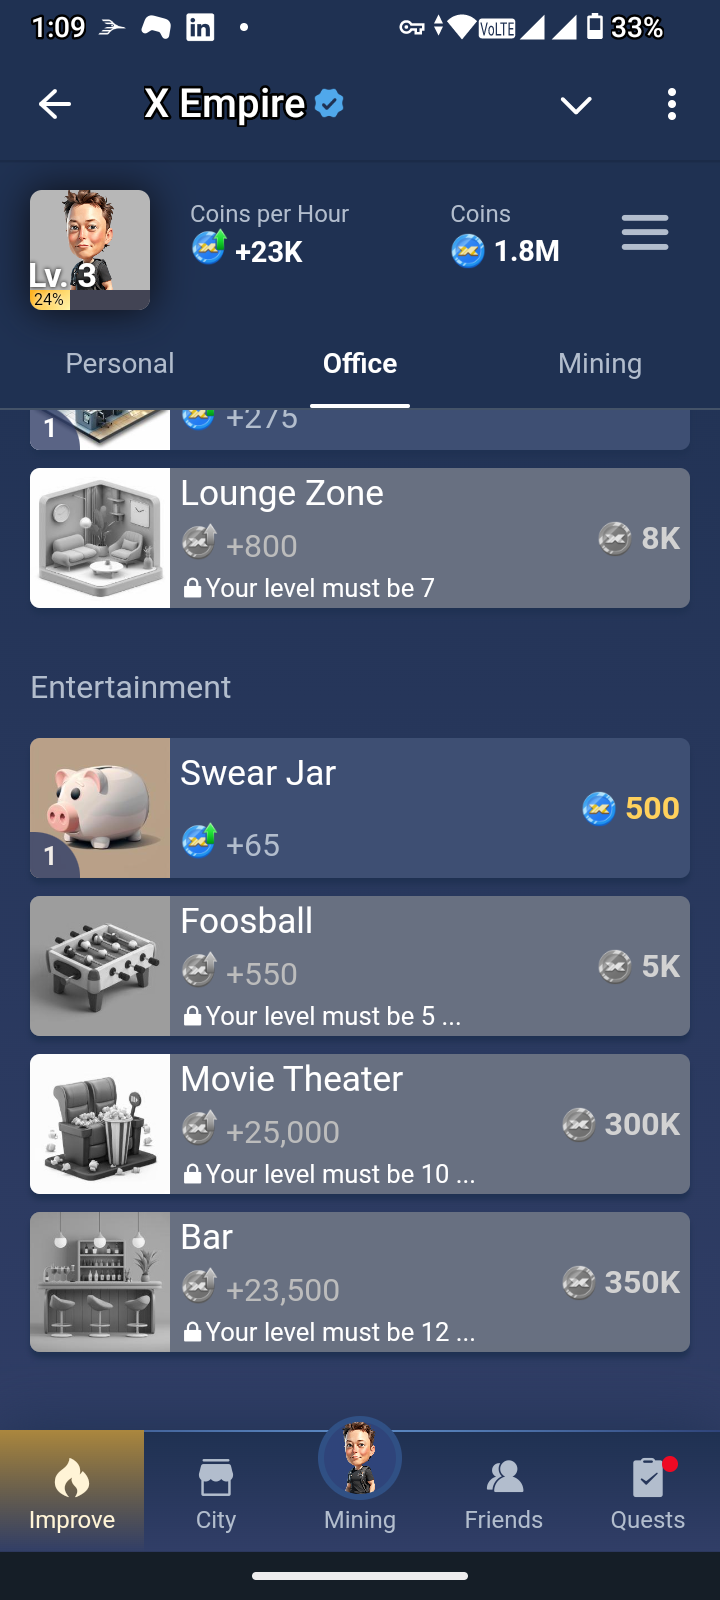 1:09
in
VoLTE
33%
X Empire
Lv. 3
24%
Coins per Hour
+23K
Coins
1.8M
Personal
Office
Mining
1
+275
Lounge Zone
+800
8K
Your level must be 7
Entertainment
Swear Jar
500
1
+65
Foosball
+550
5K
Your level must be 5 ...
Movie Theater
+25,000
300K
Your level must be 10 ...
Bar
+23,500
350K
Your level must be 12 ...
Improve
City
Mining
Friends
Quests